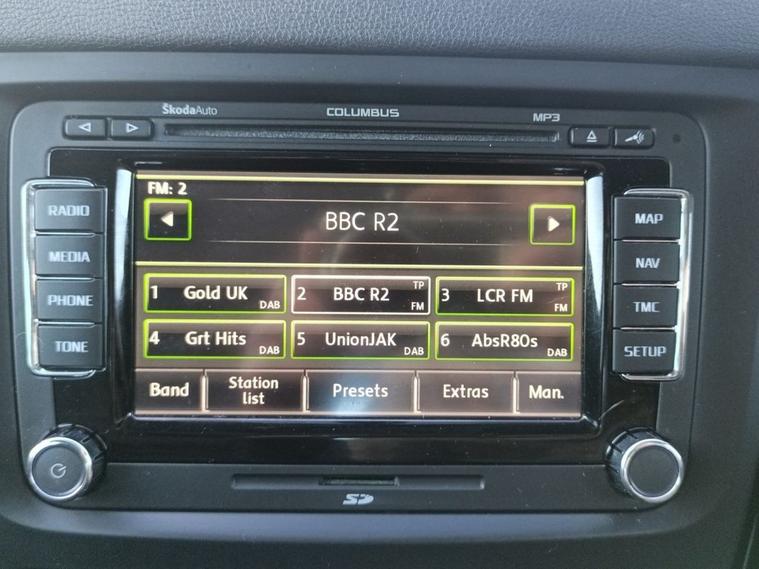 ŠkodaAuto COLUMBUS MP3
FM: 2
BBC R2
RADIO
MEDIA
PHONE
TONE
1 Gold UK DAB
2 BBC R2 TP FM
3 LCR FM TP FM
4 Grt Hits DAB
5 UnionJAK DAB
6 AbsR80s DAB
Band
Station
list
Presets
Extras
Man.
MAP
NAV
TMC
SETUP
SD